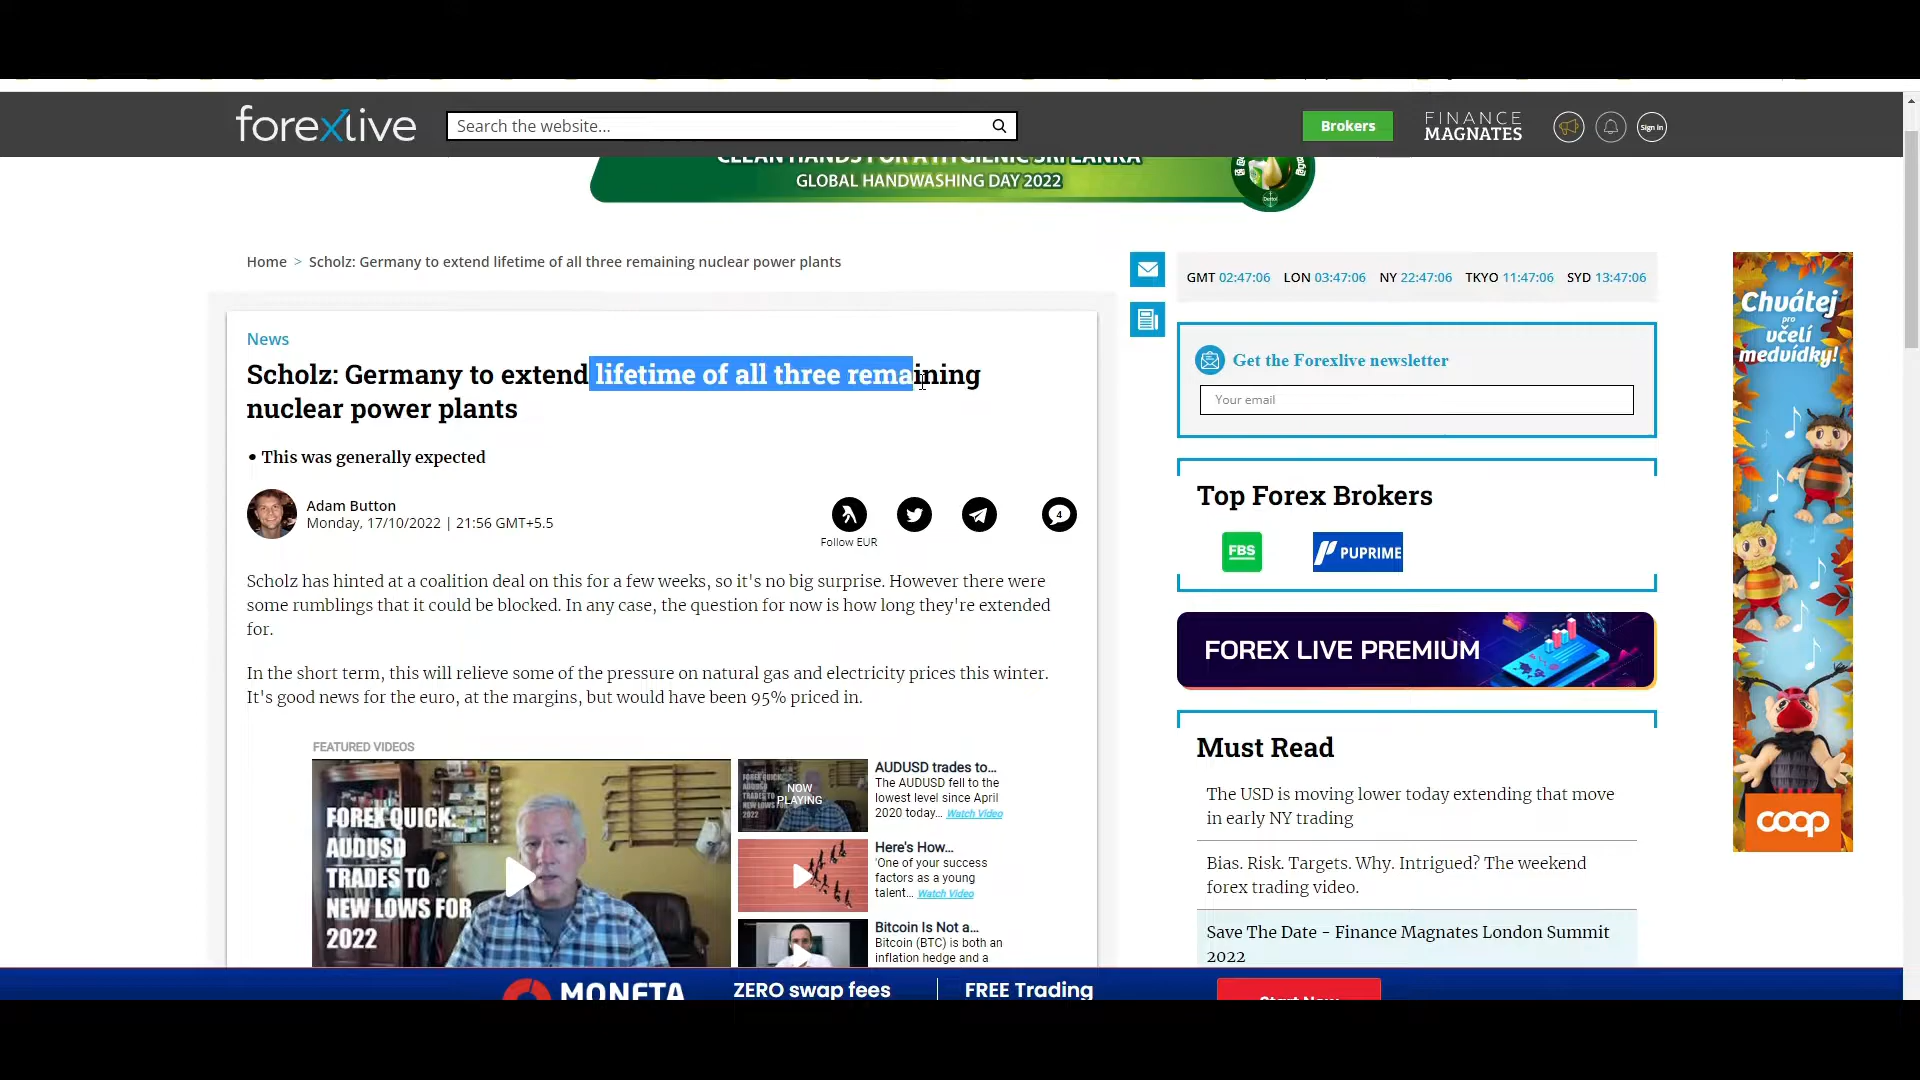 forexlive
Search the website...
Brokers
FINANCE
MAGNATES
Sign In
CLEAN HANDS FOR A HYGIENIC SRI LANKA
GLOBAL HANDWASHING DAY 2022
Dettol
Home > Scholz: Germany to extend lifetime of all three remaining nuclear power plants
GMT 02:47:06 LON 03:47:06 NY 22:47:06 TKYO 11:47:06 SYD 13:47:06
News
Scholz: Germany to extend lifetime of all three remaining
nuclear power plants
• This was generally expected
Adam Button
Monday, 17/10/2022 | 21:56 GMT+5.5
Follow EUR
4
Scholz has hinted at a coalition deal on this for a few weeks, so it's no big surprise. However there were
some rumblings that it could be blocked. In any case, the question for now is how long they're extended
for.
In the short term, this will relieve some of the pressure on natural gas and electricity prices this winter.
It's good news for the euro, at the margins, but would have been 95% priced in.
FEATURED VIDEOS
FOREX QUICK:
AUDUSD
TRADES TO
NEW LOWS FOR
2022
NOW
PLAYING
AUDUSD trades to...
The AUDUSD fell to the
lowest level since April
2020 today... Watch Video
Here's How...
'One of your success
factors as a young
talent... Watch Video
Bitcoin Is Not a...
Bitcoin (BTC) is both an
inflation hedge and a
Get the Forexlive newsletter
Your email
Top Forex Brokers
FBS
PUPRIME
FOREX LIVE PREMIUM
Must Read
The USD is moving lower today extending that move
in early NY trading
Bias. Risk. Targets. Why. Intrigued? The weekend
forex trading video.
Save The Date - Finance Magnates London Summit
2022
Chvátej
pro
včelí
medvídky!
coop
MONETA
ZERO swap fees
FREE Trading
Start Now